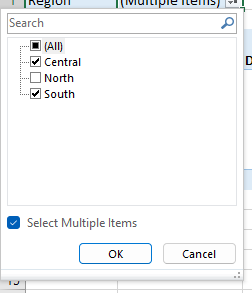 Region (Multiple Items)
Search
(All)
Central
North
South
Select Multiple Items
OK Cancel